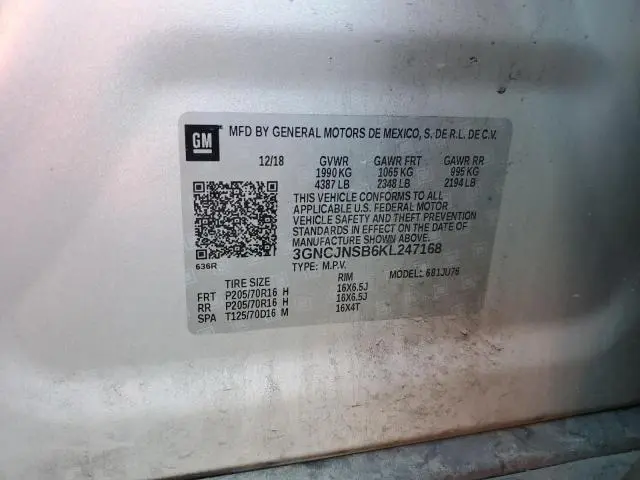 GM MFD BY GENERAL MOTORS DE MEXICO, S. DE R.L. DE C.V.
12/18 GVWR GAWR FRT GAWR RR
1990 KG 1065 KG 995 KG
4387 LB 2348 LB 2194 LB
THIS VEHICLE CONFORMS TO ALL
APPLICABLE U.S. FEDERAL MOTOR
VEHICLE SAFETY AND THEFT PREVENTION
STANDARDS IN EFFECT ON THE DATE OF
MANUFACTURE SHOWN ABOVE.
3GNCJNSB6KL247168
636R TYPE: M.P.V. MODEL: 681JU76
TIRE SIZE RIM
FRT P205/70R16 H 16X6.5J
RR P205/70R16 H 16X6.5J
SPA T125/70D16 M 16X4T